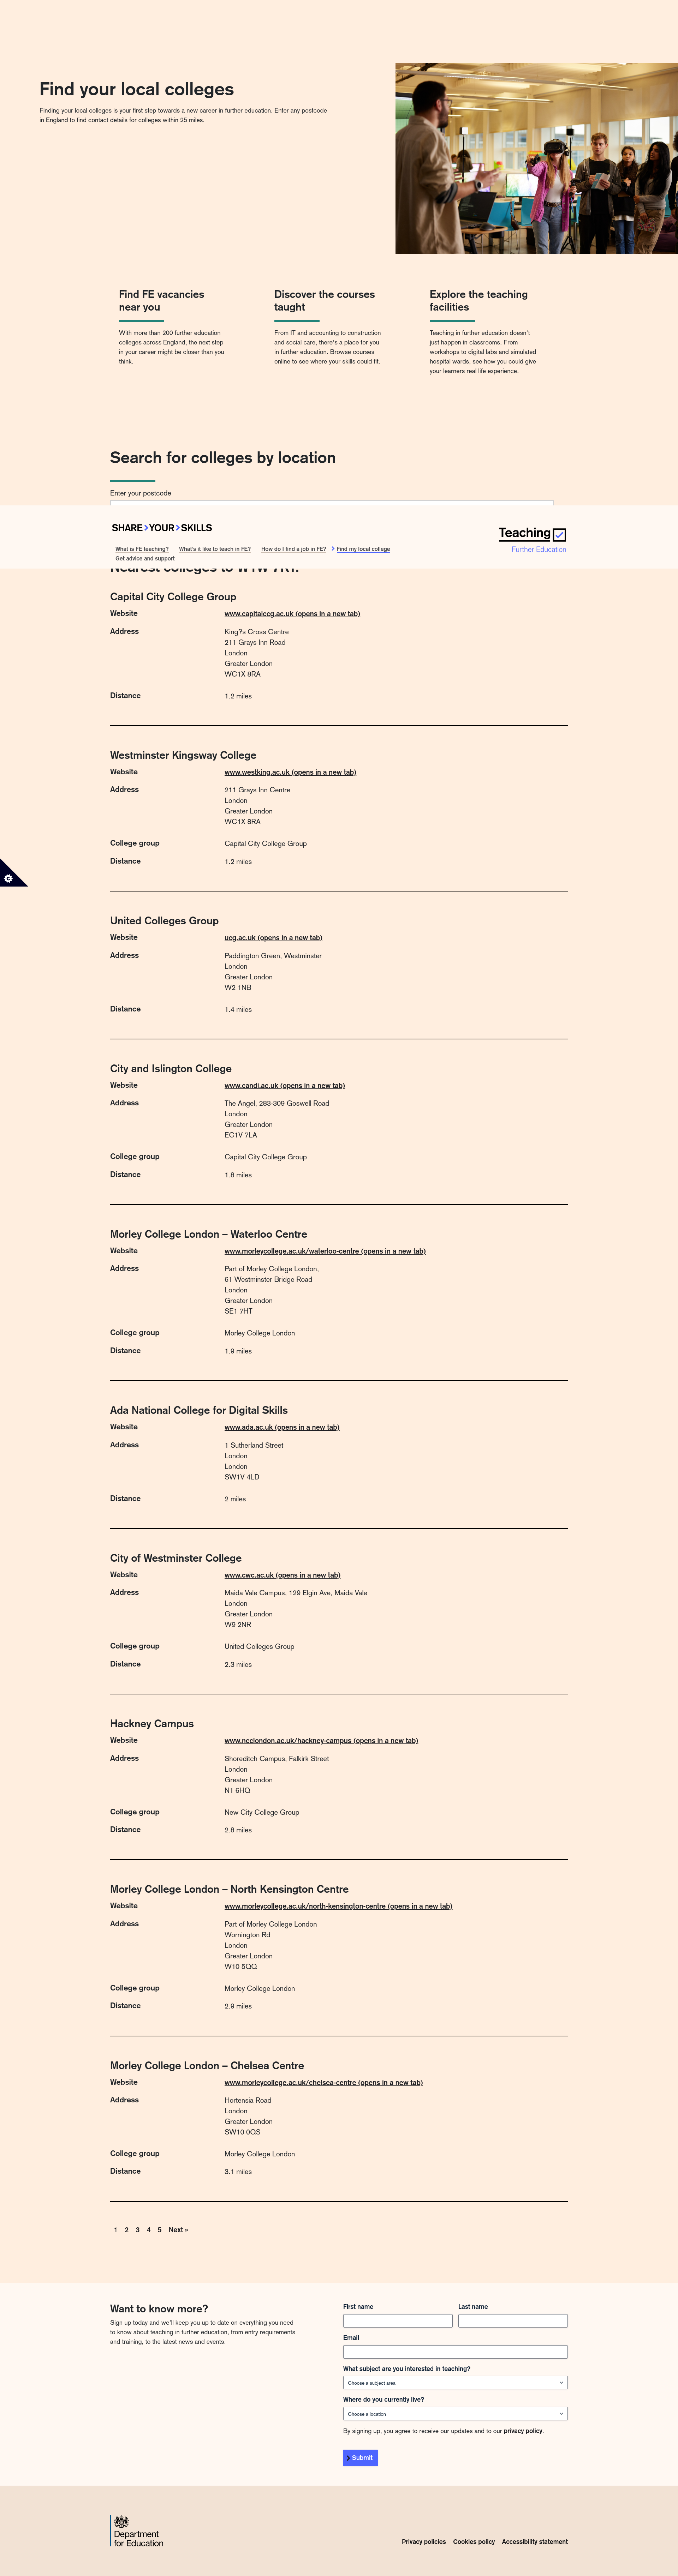 Find your local colleges
Finding your local colleges is your first step towards a new career in further education. Enter any postcode
in England to find contact details for colleges within 25 miles.
Find FE vacancies
near you
With more than 200 further education
colleges across England, the next step
in your career might be closer than you
think.
Discover the courses
taught
From IT and accounting to construction
and social care, there's a place for you
in further education. Browse courses
online to see where your skills could fit.
Explore the teaching
facilities
Teaching in further education doesn't
just happen in classrooms. From
workshops to digital labs and simulated
hospital wards, see how you could give
your learners real life experience.
Search for colleges by location
Enter your postcode
SHARE YOUR SKILLS
What is FE teaching? What's it like to teach in FE? How do I find a job in FE? Find my local college
Get advice and support
Teaching
Further Education
Nearest colleges to W1W 7RT:
Capital City College Group
Website www.capitalccg.ac.uk (opens in a new tab)
Address King?s Cross Centre
211 Grays Inn Road
London
Greater London
WC1X 8RA
Distance 1.2 miles
Westminster Kingsway College
Website www.westking.ac.uk (opens in a new tab)
Address 211 Grays Inn Centre
London
Greater London
WC1X 8RA
College group Capital City College Group
Distance 1.2 miles
United Colleges Group
Website ucg.ac.uk (opens in a new tab)
Address Paddington Green, Westminster
London
Greater London
W2 1NB
Distance 1.4 miles
City and Islington College
Website www.candi.ac.uk (opens in a new tab)
Address The Angel, 283-309 Goswell Road
London
Greater London
EC1V 7LA
College group Capital City College Group
Distance 1.8 miles
Morley College London – Waterloo Centre
Website www.morleycollege.ac.uk/waterloo-centre (opens in a new tab)
Address Part of Morley College London,
61 Westminster Bridge Road
London
Greater London
SE1 7HT
College group Morley College London
Distance 1.9 miles
Ada National College for Digital Skills
Website www.ada.ac.uk (opens in a new tab)
Address 1 Sutherland Street
London
London
SW1V 4LD
Distance 2 miles
City of Westminster College
Website www.cwc.ac.uk (opens in a new tab)
Address Maida Vale Campus, 129 Elgin Ave, Maida Vale
London
Greater London
W9 2NR
College group United Colleges Group
Distance 2.3 miles
Hackney Campus
Website www.ncclondon.ac.uk/hackney-campus (opens in a new tab)
Address Shoreditch Campus, Falkirk Street
London
Greater London
N1 6HQ
College group New City College Group
Distance 2.8 miles
Morley College London – North Kensington Centre
Website www.morleycollege.ac.uk/north-kensington-centre (opens in a new tab)
Address Part of Morley College London
Wornington Rd
London
Greater London
W10 5QQ
College group Morley College London
Distance 2.9 miles
Morley College London – Chelsea Centre
Website www.morleycollege.ac.uk/chelsea-centre (opens in a new tab)
Address Hortensia Road
London
Greater London
SW10 0QS
College group Morley College London
Distance 3.1 miles
1 2 3 4 5 Next »
Want to know more?
Sign up today and we'll keep you up to date on everything you need
to know about teaching in further education, from entry requirements
and training, to the latest news and events.
First name Last name
Email
What subject are you interested in teaching?
Choose a subject area
Where do you currently live?
Choose a location
By signing up, you agree to receive our updates and to our privacy policy.
Submit
Department
for Education
Privacy policies Cookies policy Accessibility statement